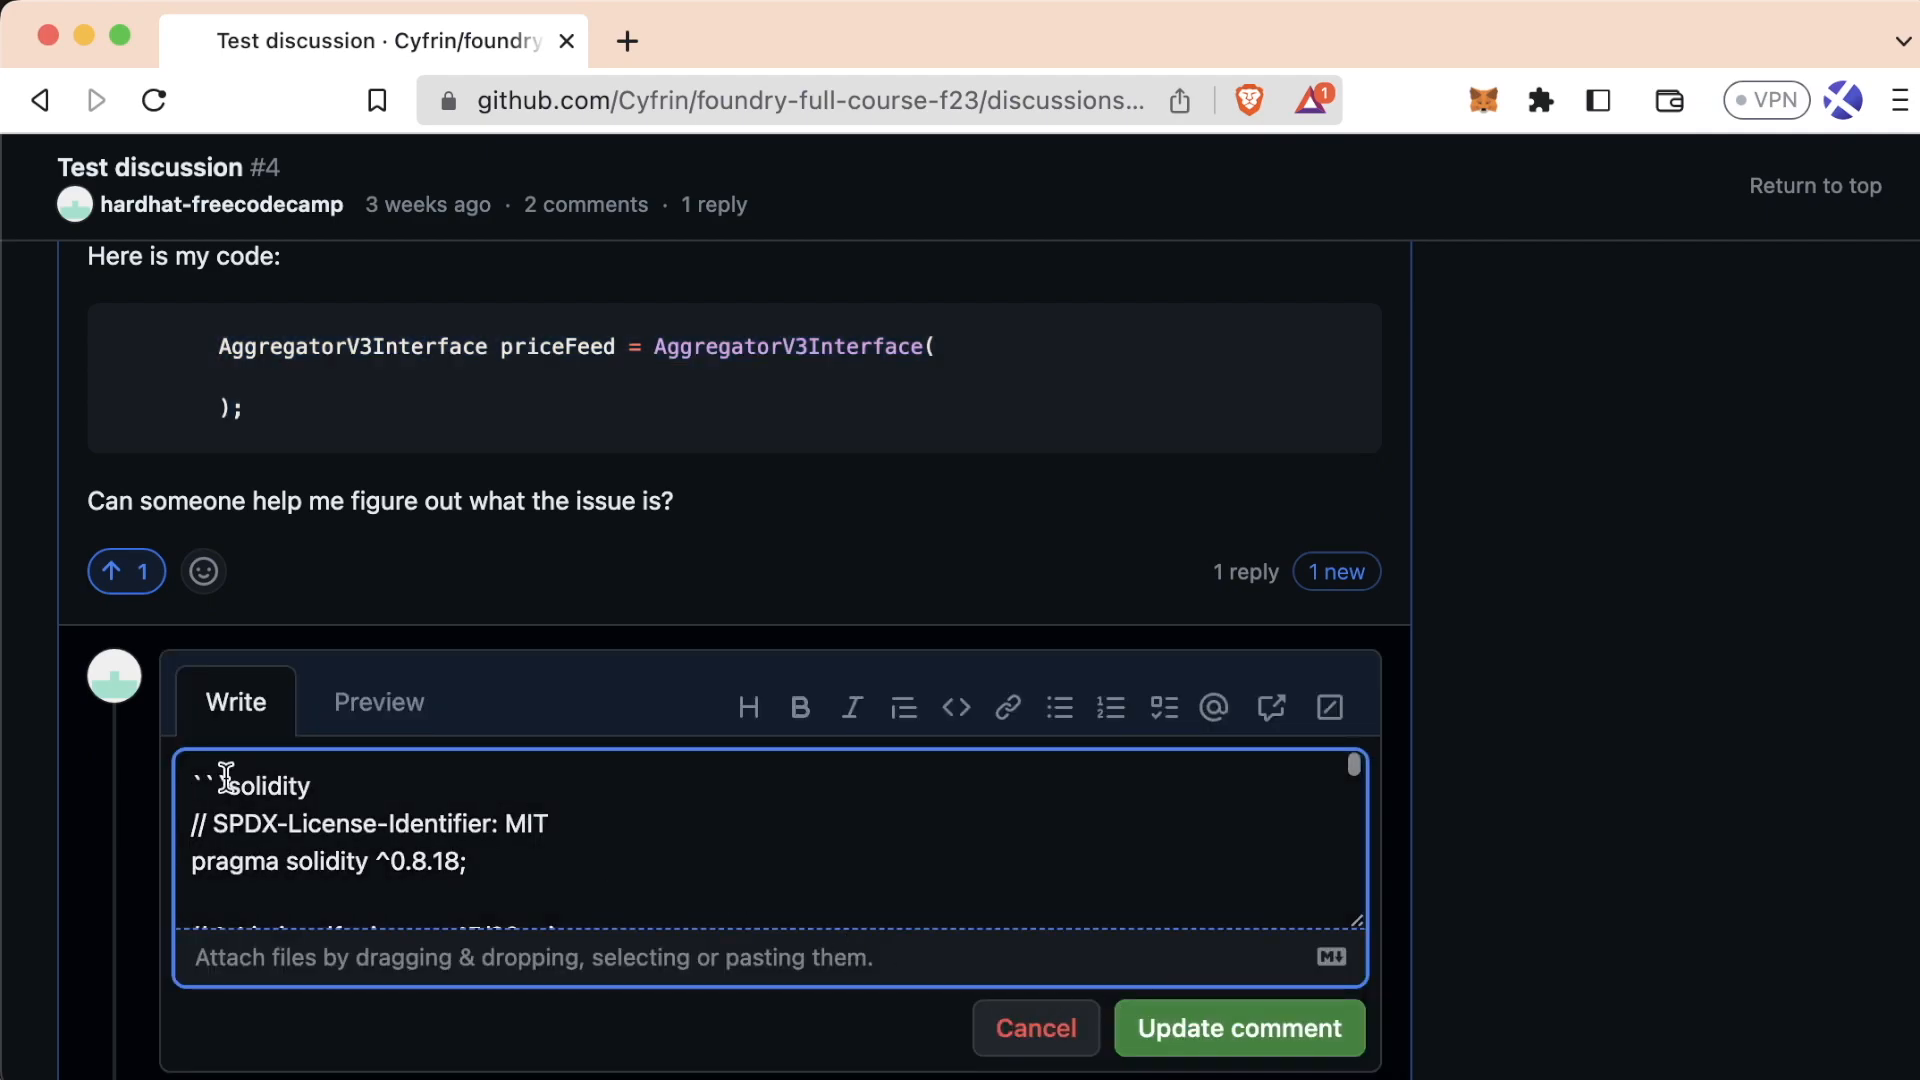 Test discussion · Cyfrin/foundry
github.com/Cyfrin/foundry-full-course-f23/discussions...
1
VPN
Test discussion #4
hardhat-freecodecamp 3 weeks ago · 2 comments · 1 reply
Return to top
Here is my code:
AggregatorV3Interface priceFeed = AggregatorV3Interface(
);
Can someone help me figure out what the issue is?
1
1 reply
1 new
Write
Preview
```solidity
// SPDX-License-Identifier: MIT
pragma solidity ^0.8.18;
Attach files by dragging & dropping, selecting or pasting them.
Cancel
Update comment